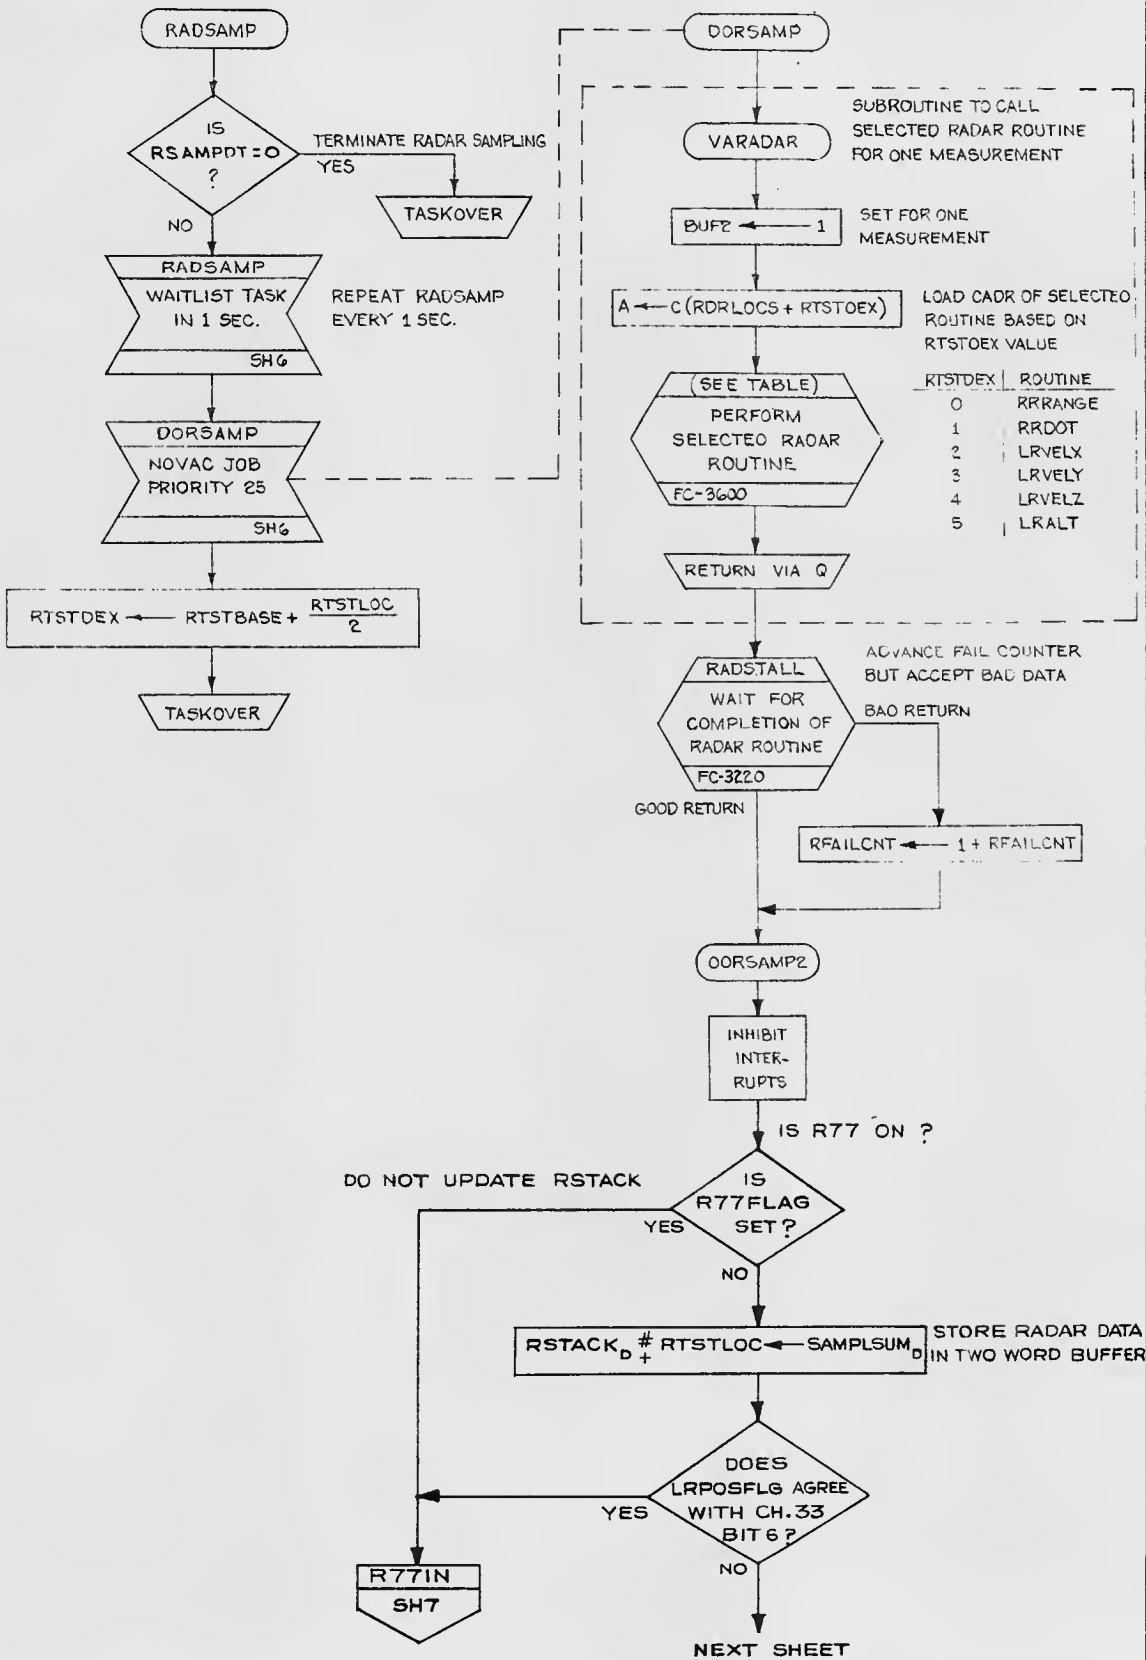 RADSAMP
IS
RSAMPDT=0
?
TERMINATE RADAR SAMPLING
YES
TASKOVER
NO
RADSAMP
WAITLIST TASK
IN 1 SEC.
SH6
REPEAT RADSAMP
EVERY 1 SEC.
DORSAMP
NOVAC JOB
PRIORITY 25
SH6
RTSTDEX ← RTSTBASE + RTSTLOC
2
TASKOVER
DORSAMP
VARADAR
SUBROUTINE TO CALL
SELECTED RADAR ROUTINE
FOR ONE MEASUREMENT
BUF2 ← 1
SET FOR ONE
MEASUREMENT
A ← C(RDRLOCS + RTSTOEX)
LOAD CADR OF SELECTED
ROUTINE BASED ON
RTSTOEX VALUE
(SEE TABLE)
PERFORM
SELECTED RADAR
ROUTINE
FC-3600
RTSTDEX | ROUTINE
0 RRRANGE
1 RRDOT
2 LRVELX
3 LRVELY
4 LRVELZ
5 LRALT
RETURN VIA Q
RADSTALL
WAIT FOR
COMPLETION OF
RADAR ROUTINE
FC-3220
ADVANCE FAIL COUNTER
BUT ACCEPT BAD DATA
BAD RETURN
GOOD RETURN
RFAILCNT ← 1 + RFAILCNT
OORSAMP2
INHIBIT
INTER-
RUPTS
IS R77 ON ?
DO NOT UPDATE RSTACK
IS
R77FLAG
SET?
YES
NO
RSTACK_D +# RTSTLOC ← SAMPLSUM_D
STORE RADAR DATA
IN TWO WORD BUFFER
DOES
LRPOSFLG AGREE
WITH CH.33
BIT 6?
YES
NO
R77IN
SH7
NEXT SHEET